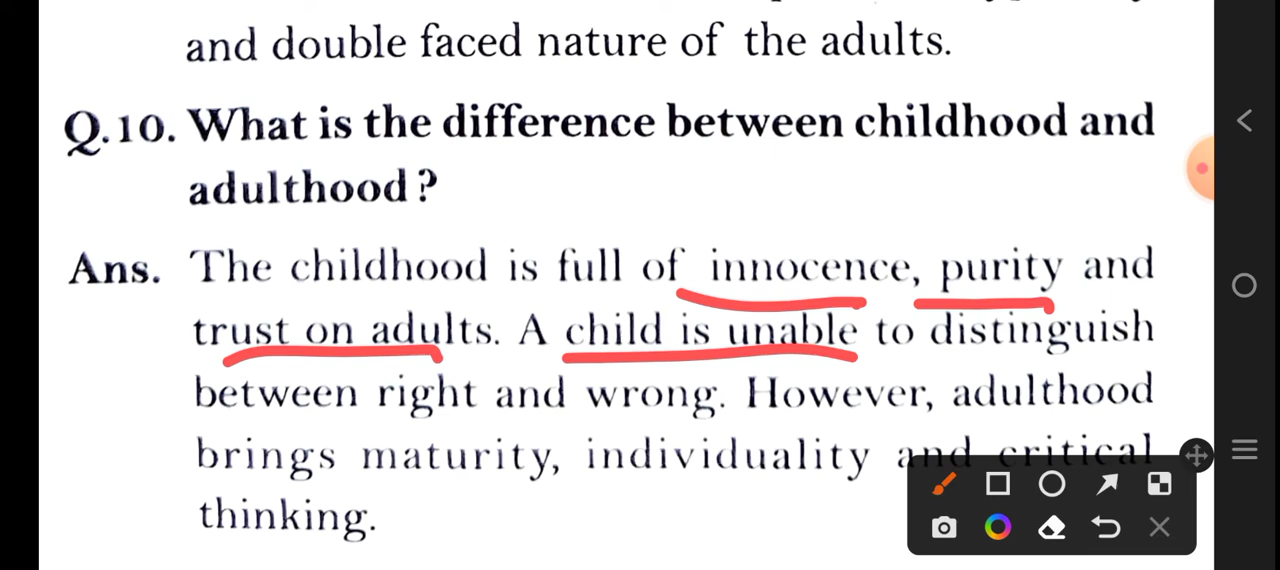 and double faced nature of the adults.
Q.10. What is the difference between childhood and
adulthood?
Ans. The childhood is full of innocence, purity and
trust on adults. A child is unable to distinguish
between right and wrong. However, adulthood
brings maturity, individuality and critical
thinking.